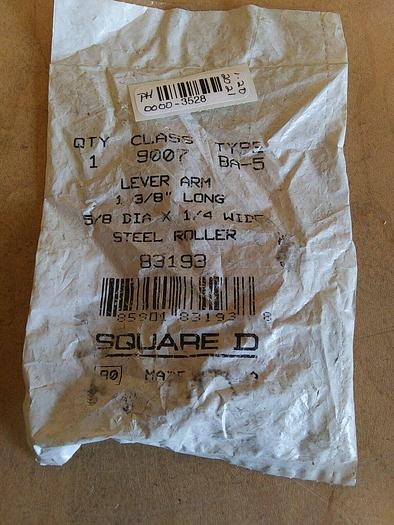 PH
0000-3528
QTY CLASS TYPE
1 9007 BA-5
LEVER ARM
1 3/8" LONG
5/8 DIA X 1/4 WIDE
STEEL ROLLER
83193
85901 83193 8
SQUARE D
90